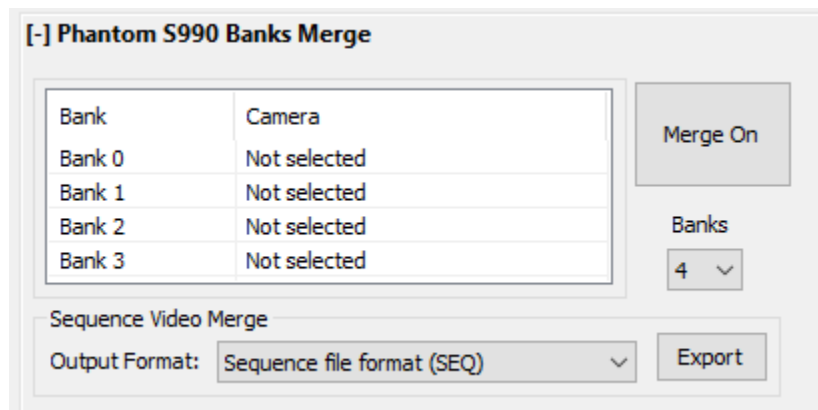 [-] Phantom S990 Banks Merge
Bank Camera
Merge On
Bank 0 Not selected
Bank 1 Not selected
Bank 2 Not selected
Bank 3 Not selected
Banks
4
Sequence Video Merge
Output Format: Sequence file format (SEQ) Export